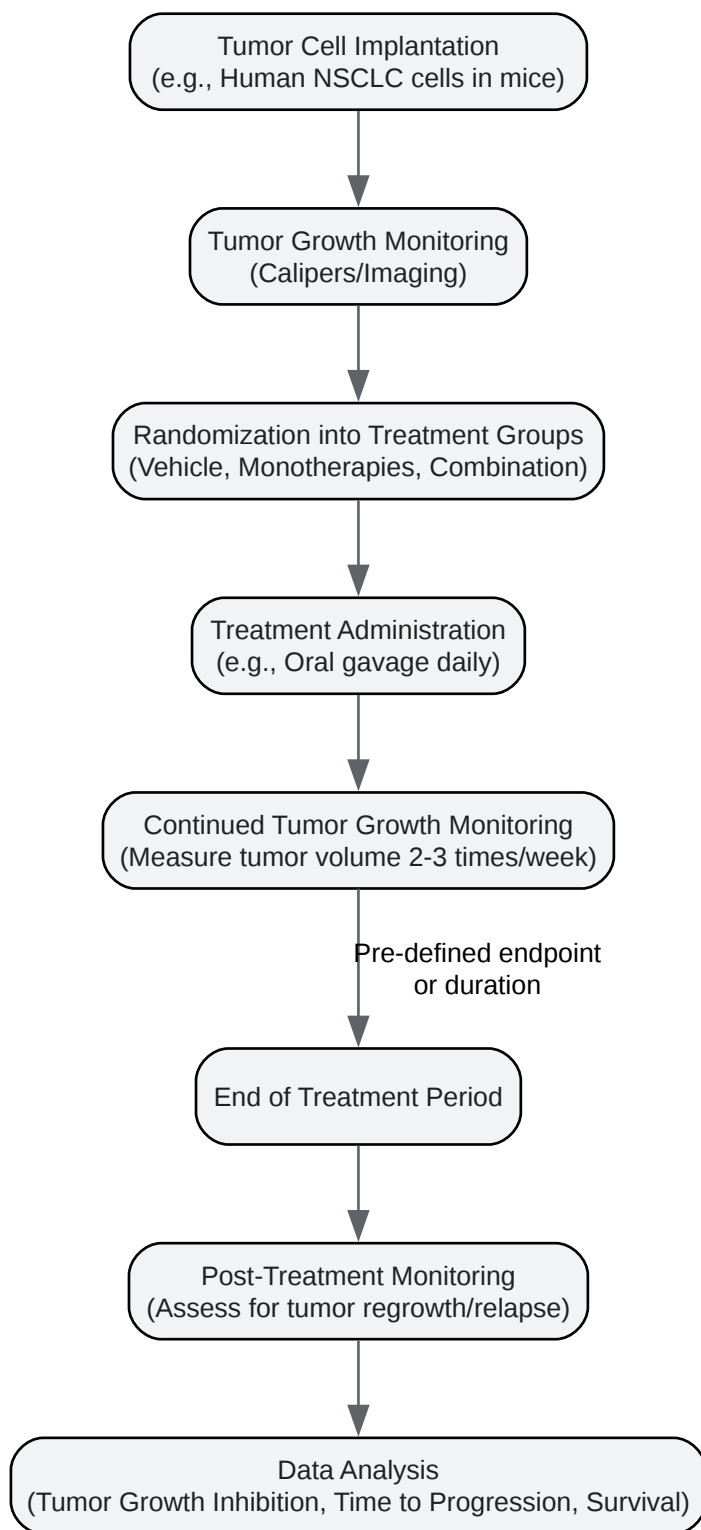 Tumor Cell Implantation
(e.g., Human NSCLC cells in mice)
Tumor Growth Monitoring
(Calipers/Imaging)
Randomization into Treatment Groups
(Vehicle, Monotherapies, Combination)
Treatment Administration
(e.g., Oral gavage daily)
Continued Tumor Growth Monitoring
(Measure tumor volume 2-3 times/week)
Pre-defined endpoint
or duration
End of Treatment Period
Post-Treatment Monitoring
(Assess for tumor regrowth/relapse)
Data Analysis
(Tumor Growth Inhibition, Time to Progression, Survival)